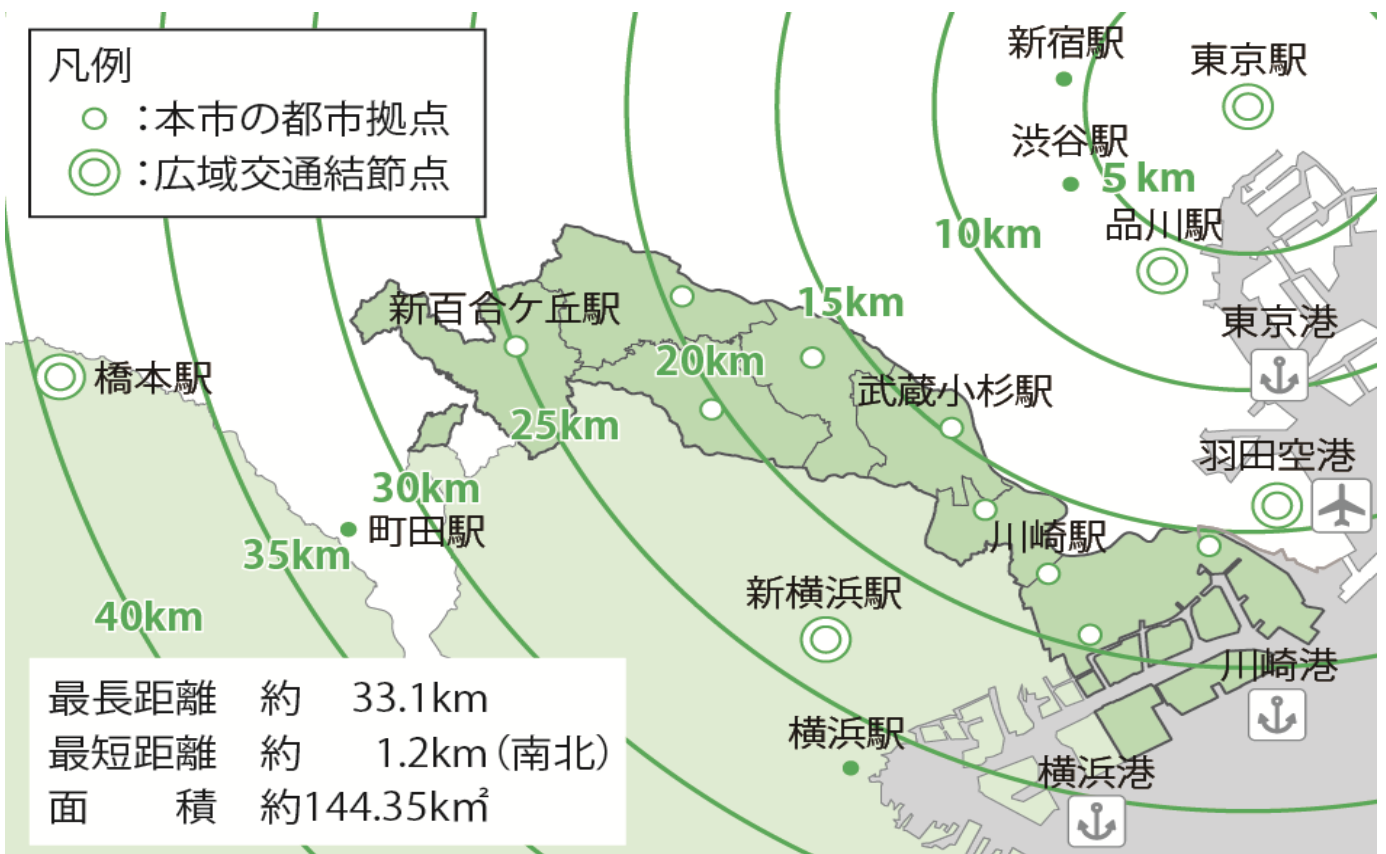 凡例
：本市の都市拠点
：広域交通結節点
新宿駅
東京駅
渋谷駅
5km
品川駅
10km
東京港
15km
新百合ケ丘駅
20km
橋本駅
武蔵小杉駅
25km
羽田空港
30km
町田駅
川崎駅
35km
新横浜駅
40km
川崎港
横浜駅
横浜港
最長距離 約 33.1km
最短距離 約 1.2km（南北）
面 積 約144.35k㎡